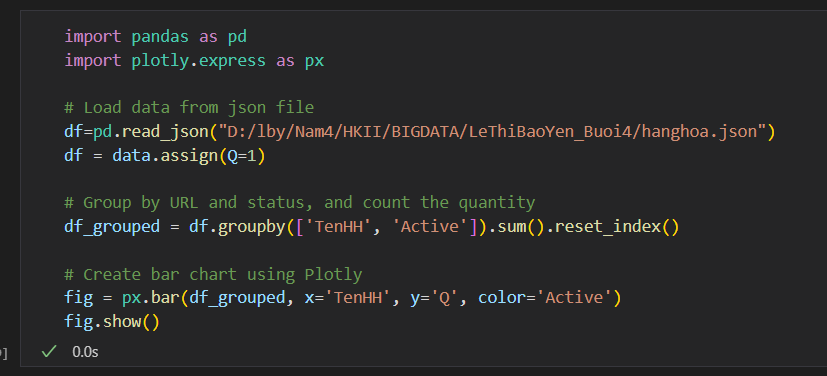 import pandas as pd
import plotly.express as px
# Load data from json file
df=pd.read_json("D:/lby/Nam4/HKII/BIGDATA/LeThiBaoYen_Buoi4/hanghoa.json")
df = data.assign(Q=1)
# Group by URL and status, and count the quantity
df_grouped = df.groupby(['TenHH', 'Active']).sum().reset_index()
# Create bar chart using Plotly
fig = px.bar(df_grouped, x='TenHH', y='Q', color='Active')
fig.show()
]
✓ 0.0s